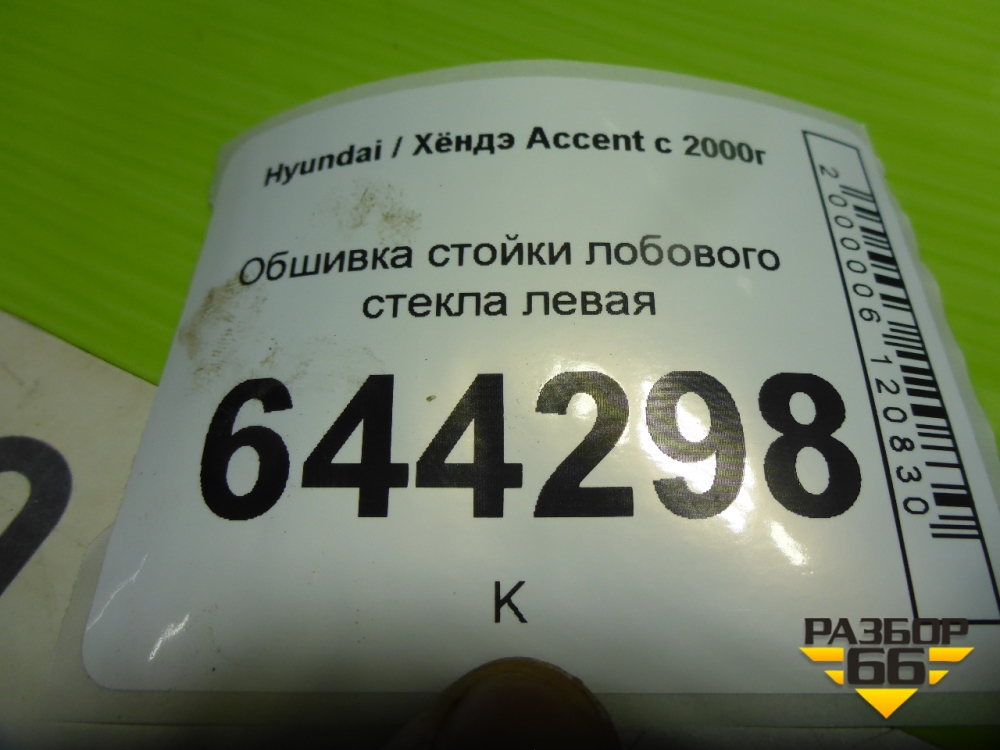 Hyundai / Хёндэ Accent с 2000г
Обшивка стойки лобового
стекла левая
644298
К
2000006120830
РАЗБОР
66